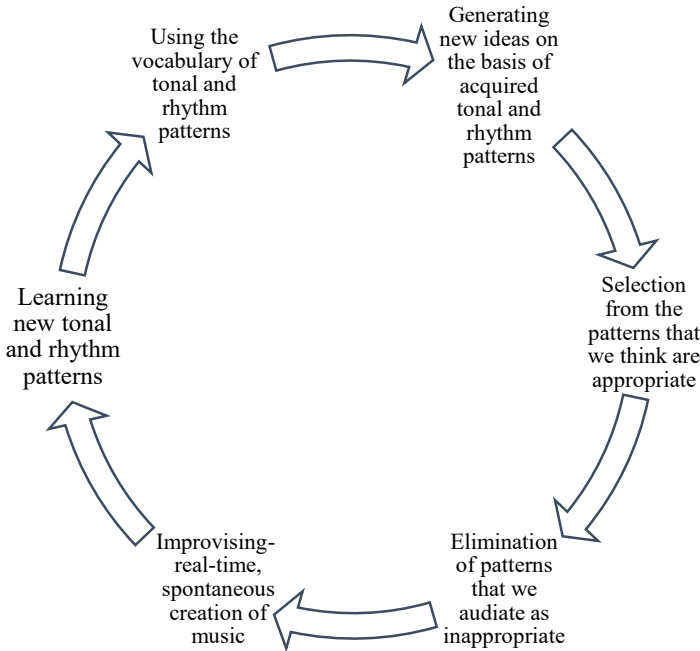 Using the
vocabulary of
tonal and
rhythm
patterns
Generating
new ideas on
the basis of
acquired
tonal and
rhythm
patterns
Selection
from the
patterns that
we think are
appropriate
Elimination
of patterns
that we
audiate as
inappropriate
Improvising-
real-time,
spontaneous
creation of
music
Learning
new tonal
and rhythm
patterns